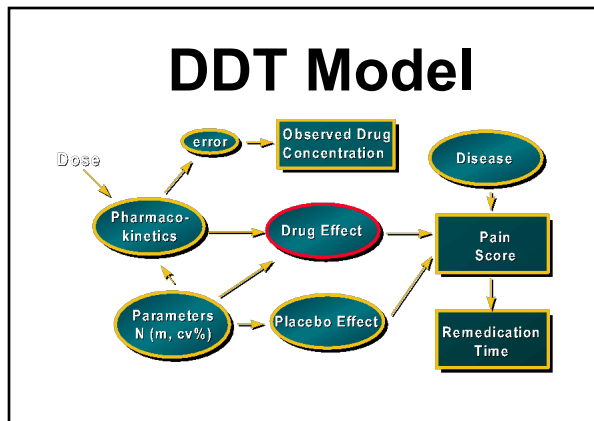 DDT Model
error
Observed Drug
Concentration
Dose
Disease
Pharmaco-
kinetics
Drug Effect
Pain
Score
Parameters
N (m, cv%)
Placebo Effect
Remedication
Time